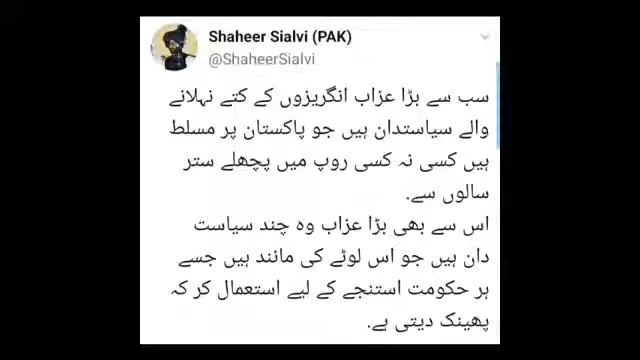 Shaheer Sialvi (PAK)
@ShaheerSialvi
سب سے بڑا عزاب انگریزوں کے کتے نہلانے
والے سیاستدان ہیں جو پاکستان پر مسلط
ہیں کسی نہ کسی روپ میں پچھلے ستر
سالوں سے.
اس سے بھی بڑا عزاب وہ چند سیاست
دان ہیں جو اس لوٹے کی مانند ہیں جسے
ہر حکومت استنجے کے لیے استعمال کر کہ
پھینک دیتی ہے.